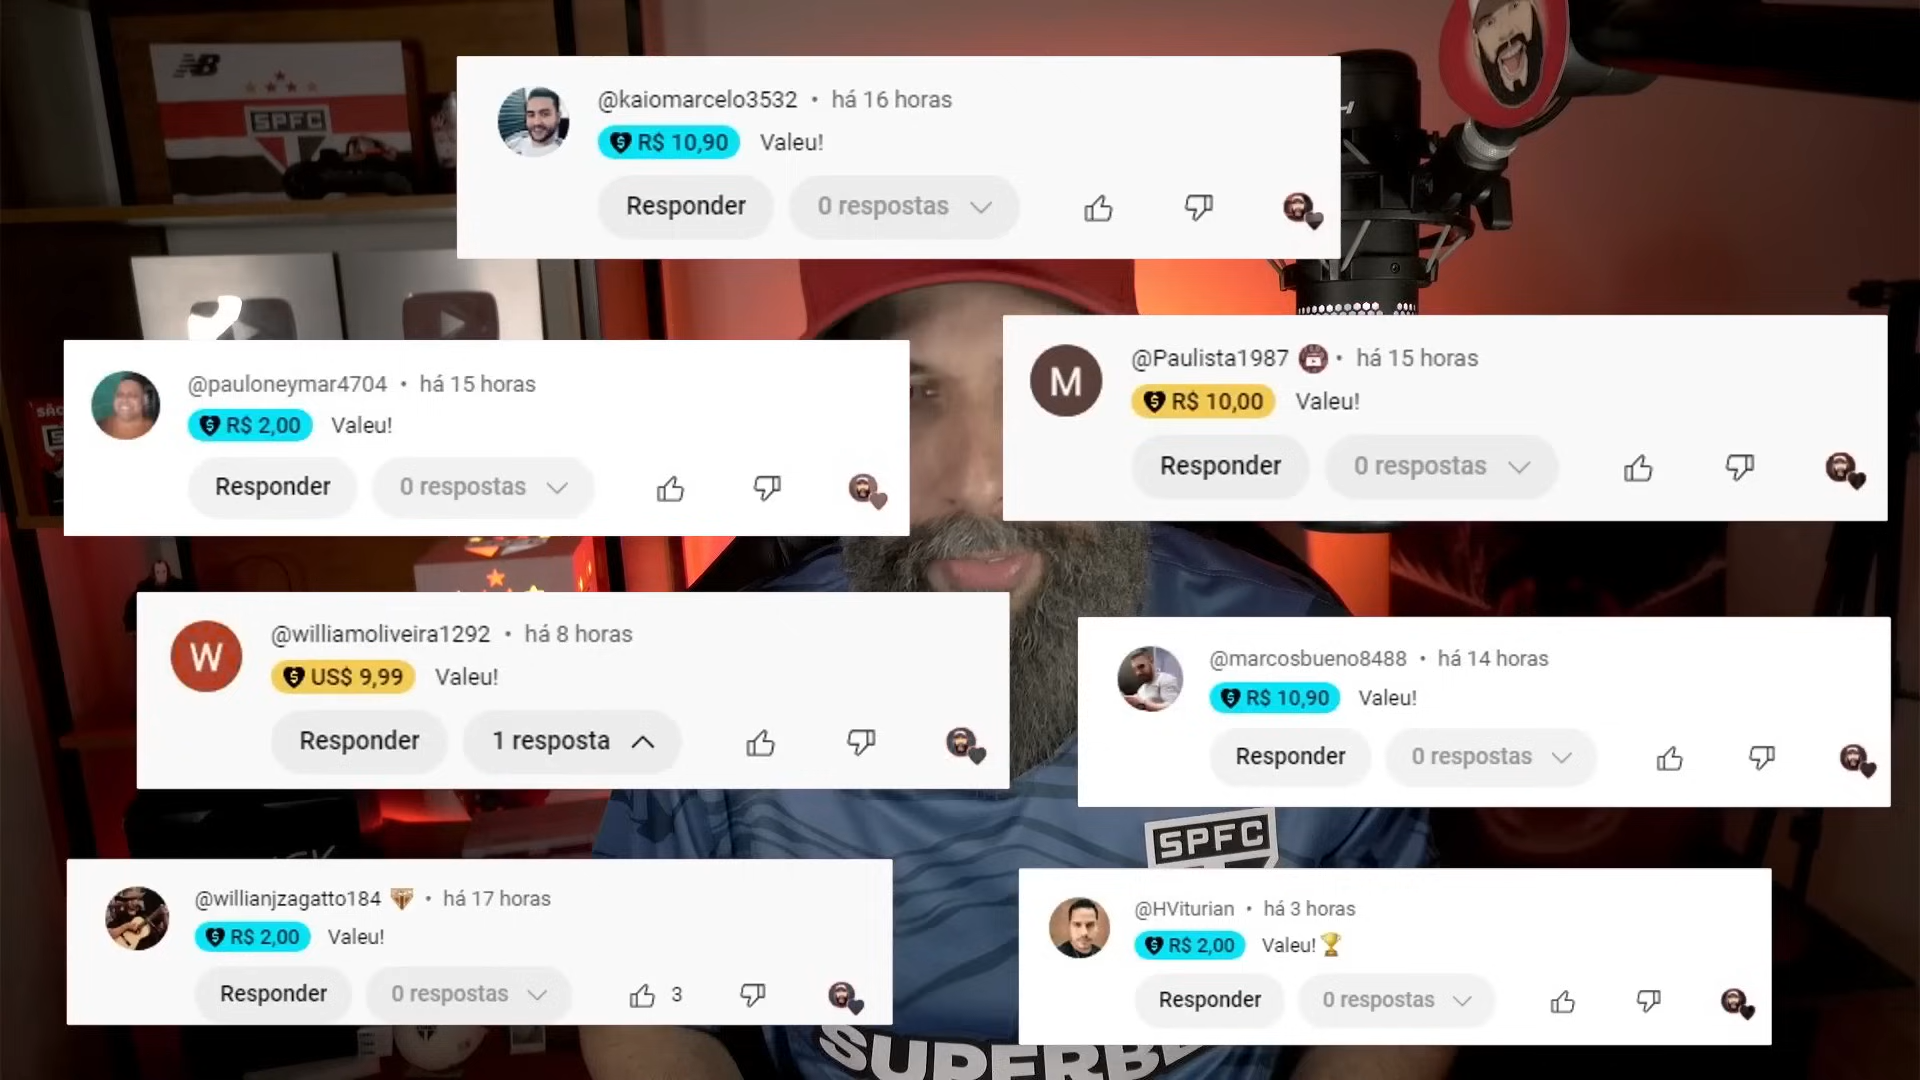 NB
SPFC
@kaiomarcelo3532 • há 16 horas
R$ 10,90 Valeu!
Responder 0 respostas
@pauloneymar4704 • há 15 horas
R$ 2,00 Valeu!
Responder 0 respostas
M
@Paulista1987 • há 15 horas
R$ 10,00 Valeu!
Responder 0 respostas
W
@williamoliveira1292 • há 8 horas
US$ 9,99 Valeu!
Responder 1 resposta
@marcosbueno8488 • há 14 horas
R$ 10,90 Valeu!
Responder 0 respostas
SPFC
@willianjzagatto184 • há 17 horas
R$ 2,00 Valeu!
Responder 0 respostas 3
@HViturian • há 3 horas
R$ 2,00 Valeu!🏆
Responder 0 respostas